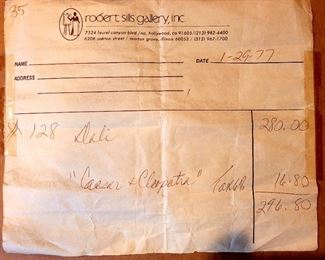 35
robert sills gallery, inc.
7324 laurel canyon blvd./no. hollywood, ca 91605/(213) 982-4400
6208 oakton street / morton grove, illinois 60053 / (312) 967-1700
NAME DATE 1-29-77
ADDRESS
# 128 Dali 280.00
"Caesar & Cleopatra" Tax 6% 16.80
296.80